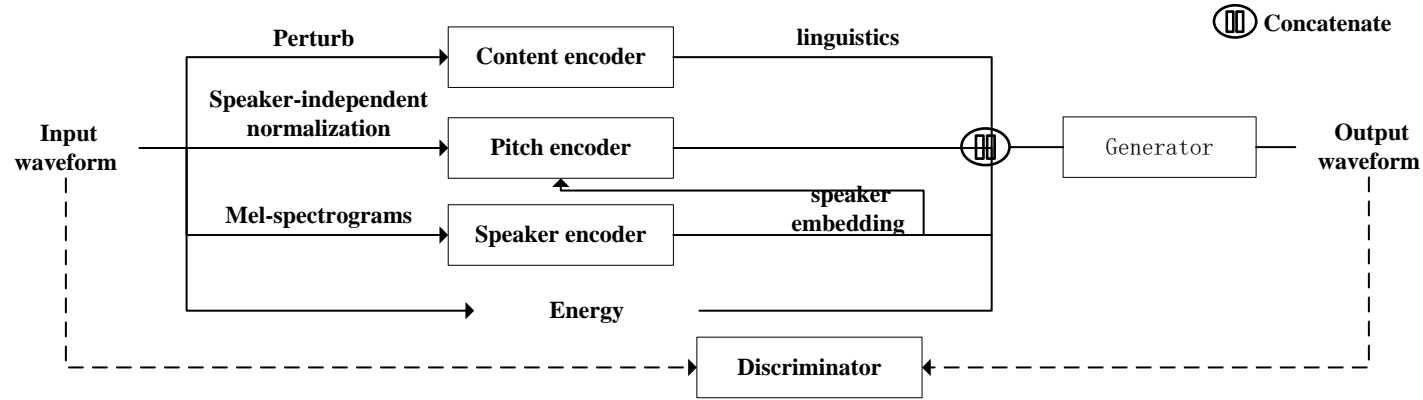 Concatenate
Perturb
Content encoder
linguistics
Speaker-independent
normalization
Input
waveform
Pitch encoder
Generator
Output
waveform
speaker
embedding
Mel-spectrograms
Speaker encoder
Energy
Discriminator